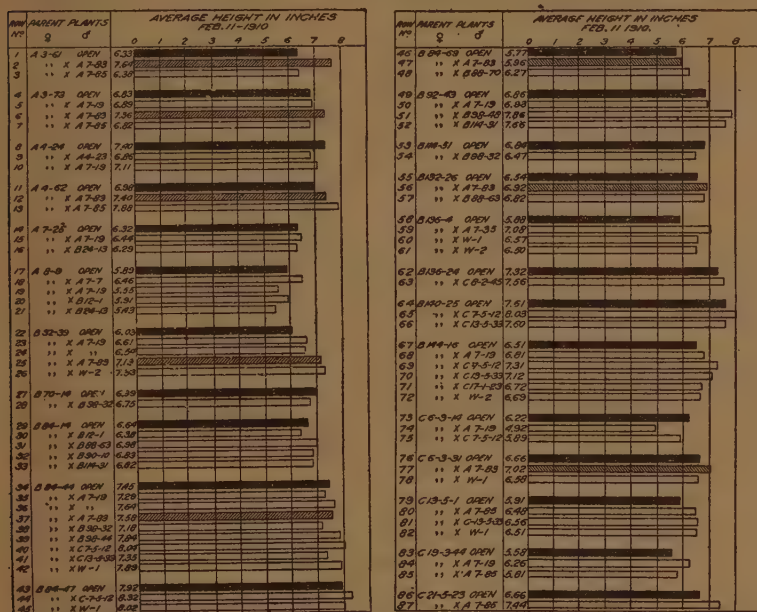 ROW Nº PARENT PLANTS ♀ ♂ AVERAGE HEIGHT IN INCHES FEB. 11-1910
0 1 2 3 4 5 6 7 8
1 A 3-61 OPEN 6.33
2 ,, X A 7-83 7.64
3 ,, X A 7-85 6.38
4 A 3-73 OPEN 6.83
5 ,, X A 7-19 6.89
6 ,, X A 7-83 7.36
7 ,, X A 7-85 6.82
8 A 4-24 OPEN 7.40
9 ,, X A 4-23 6.86
10 ,, X A 7-19 7.11
11 A 4-62 OPEN 6.98
12 ,, X A 7-83 7.40
13 ,, X A 7-85 7.88
14 A 7-25 OPEN 6.32
15 ,, X A 7-19 6.44
16 ,, X B 24-13 6.29
17 A 8-9 OPEN 5.89
18 ,, X A 7-7 6.46
19 ,, X A 7-19 5.55
20 ,, X B 12-1 5.91
21 ,, X B 24-13 5.43
22 B 32-39 OPEN 6.03
23 ,, X A 7-19 6.61
24 ,, X ,, 6.50
25 ,, X A 7-83 7.13
26 ,, X W-2 7.33
27 B 70-14 OPEN 6.99
28 ,, X B 98-32 6.75
29 B 84-14 OPEN 6.64
30 ,, X B 12-1 6.38
31 ,, X B 88-63 6.98
32 ,, X B 90-10 6.83
33 ,, X B 114-31 6.82
34 B 84-44 OPEN 7.45
35 ,, X A 7-19 7.29
36 ,, X ,, 7.64
37 ,, X A 7-83 7.58
38 ,, X B 98-32 7.18
39 ,, X B 98-44 7.84
40 ,, X C 7-5-12 8.04
41 ,, X C 13-5-33 7.35
42 ,, X W-1 7.89
43 B 84-47 OPEN 7.92
44 ,, X C-7-5-12 8.32
45 ,, X W-1 8.02
ROW Nº PARENT PLANTS ♀ ♂ AVERAGE HEIGHT IN INCHES FEB. 11 1910.
0 1 2 3 4 5 6 7 8
46 B 84-69 OPEN 5.77
47 ,, X A 7-83 5.96
48 ,, X B 88-70 6.27
49 B 92-43 OPEN 6.86
50 ,, X A 7-19 6.98
51 ,, X B 98-48 7.86
52 ,, X B 114-31 7.66
53 B 114-31 OPEN 6.84
54 ,, X B 98-32 6.47
55 B 132-26 OPEN 6.54
56 ,, X A 7-83 6.92
57 ,, X B 88-63 6.82
58 B 136-4 OPEN 5.88
59 ,, X A 7-35 7.08
60 ,, X W-1 6.57
61 ,, X W-2 6.50
62 B 136-24 OPEN 7.32
63 ,, X C 8-2-45 7.56
64 B 140-25 OPEN 7.61
65 ,, X C 7-5-12 8.03
66 ,, X C 13-5-33 7.60
67 B 144-16 OPEN 6.51
68 ,, X A 7-19 6.81
69 ,, X C 7-5-12 7.31
70 ,, X C 13-5-33 7.12
71 ,, X C 17-1-23 6.72
72 ,, X W-2 6.69
73 C 6-3-14 OPEN 6.22
74 ,, X A 7-19 4.92
75 ,, X C 7-5-12 5.89
76 C 6-3-31 OPEN 6.66
77 ,, X A 7-83 7.02
78 ,, X W-1 6.58
79 C 13-5-1 OPEN 5.91
80 ,, X A 7-85 6.48
81 ,, X C-13-5-33 6.56
82 ,, X W-1 6.51
83 C 19-3-44 OPEN 5.58
84 ,, X A 7-19 6.26
85 ,, X A 7-85 5.81
86 C 21-5-23 OPEN 6.66
87 ,, X A 7-85 7.44